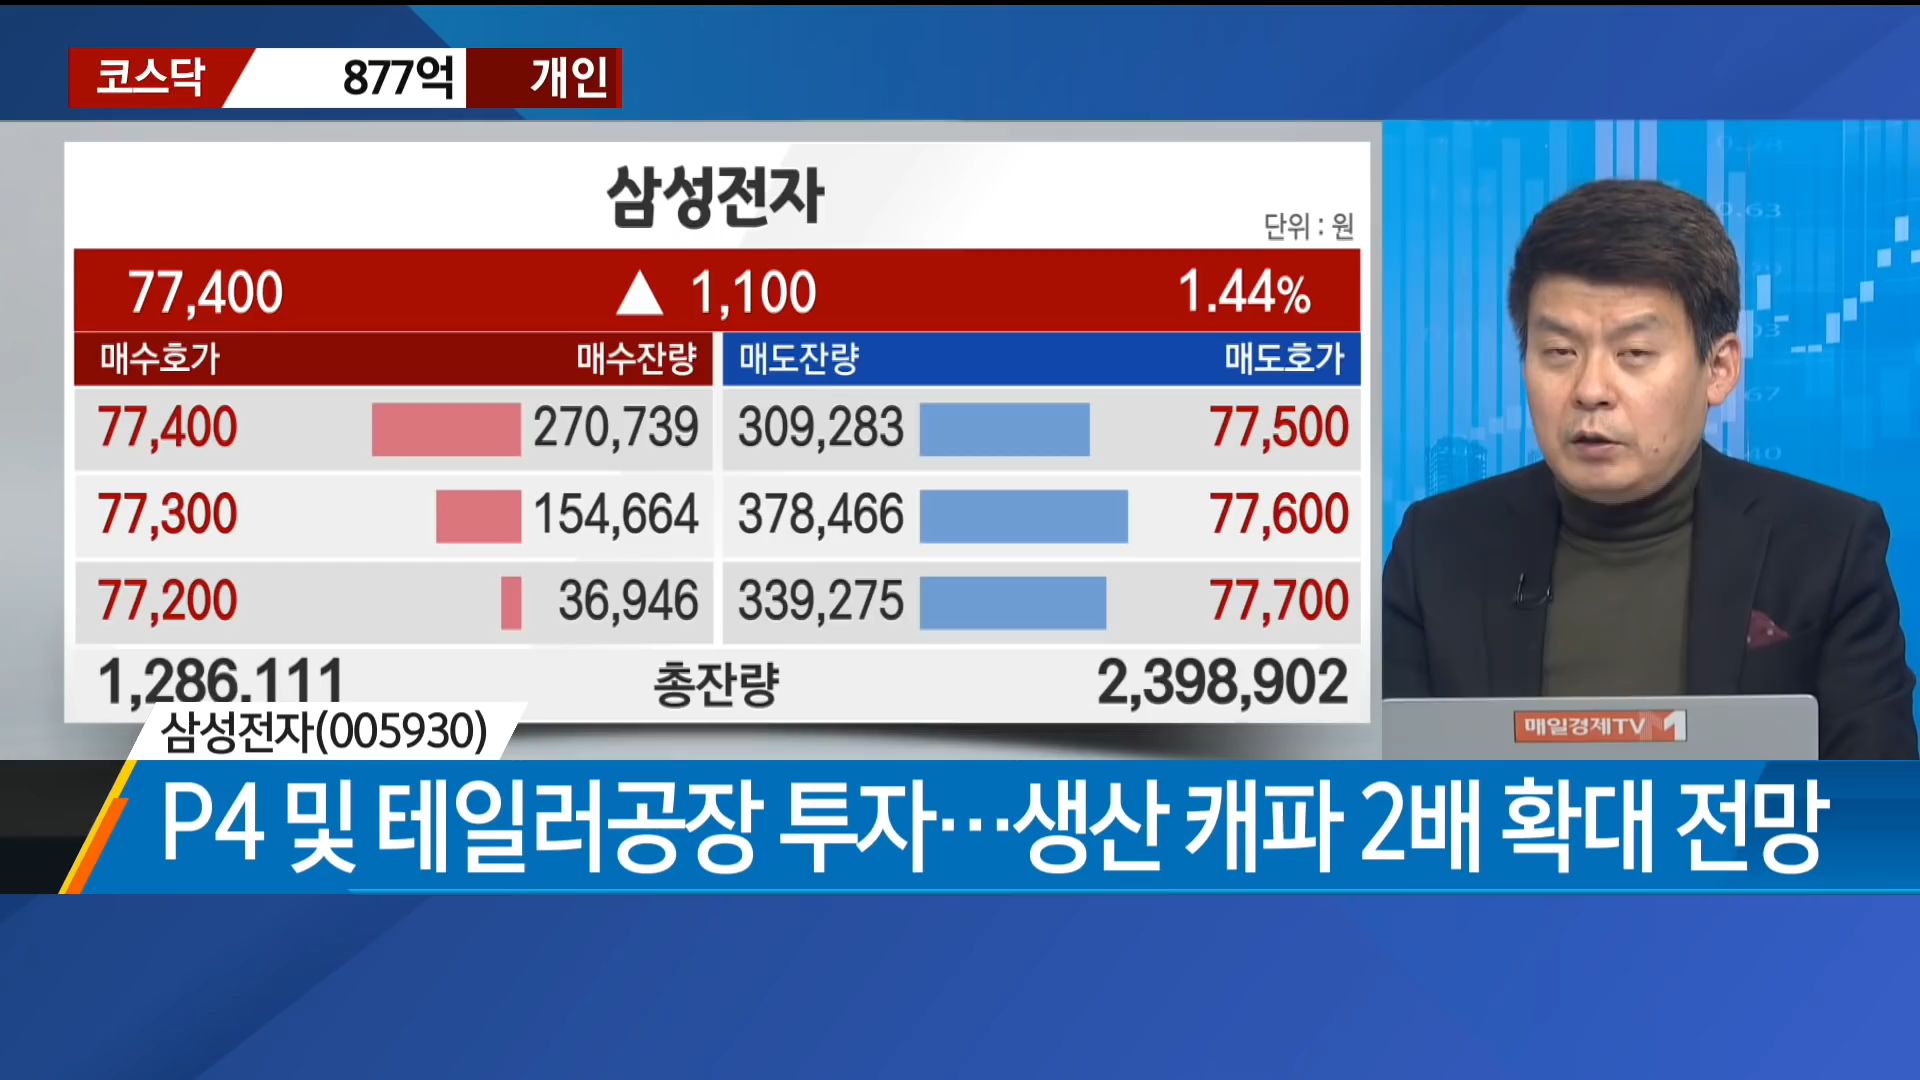 코스닥 877억 개인
삼성전자
단위 : 원
77,400 ▲ 1,100 1.44%
매수호가 매수잔량 매도잔량 매도호가
77,400 270,739 309,283 77,500
77,300 154,664 378,466 77,600
77,200 36,946 339,275 77,700
1,286,111 총잔량 2,398,902
매일경제TV M
삼성전자(005930)
P4 및 테일러공장 투자…생산 캐파 2배 확대 전망